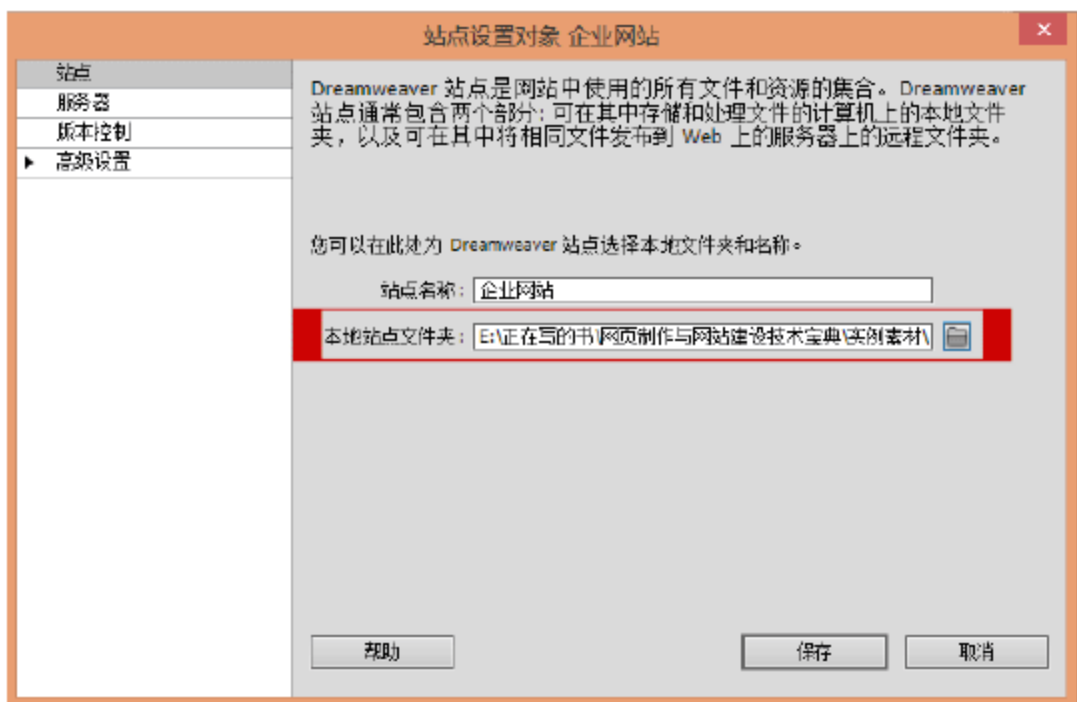 站点设置对象 企业网站
站点
服务器
版本控制
高级设置
Dreamweaver 站点是网站中使用的所有文件和资源的集合。Dreamweaver
站点通常包含两个部分:可在其中存储和处理文件的计算机上的本地文件
夹，以及可在其中将相同文件发布到 Web 上的服务器上的远程文件夹。
您可以在此处为 Dreamweaver 站点选择本地文件夹和名称。
站点名称: 企业网站
本地站点文件夹: E:\正在写的书\网页制作与网站建设技术宝典\实例素材\
帮助
保存
取消